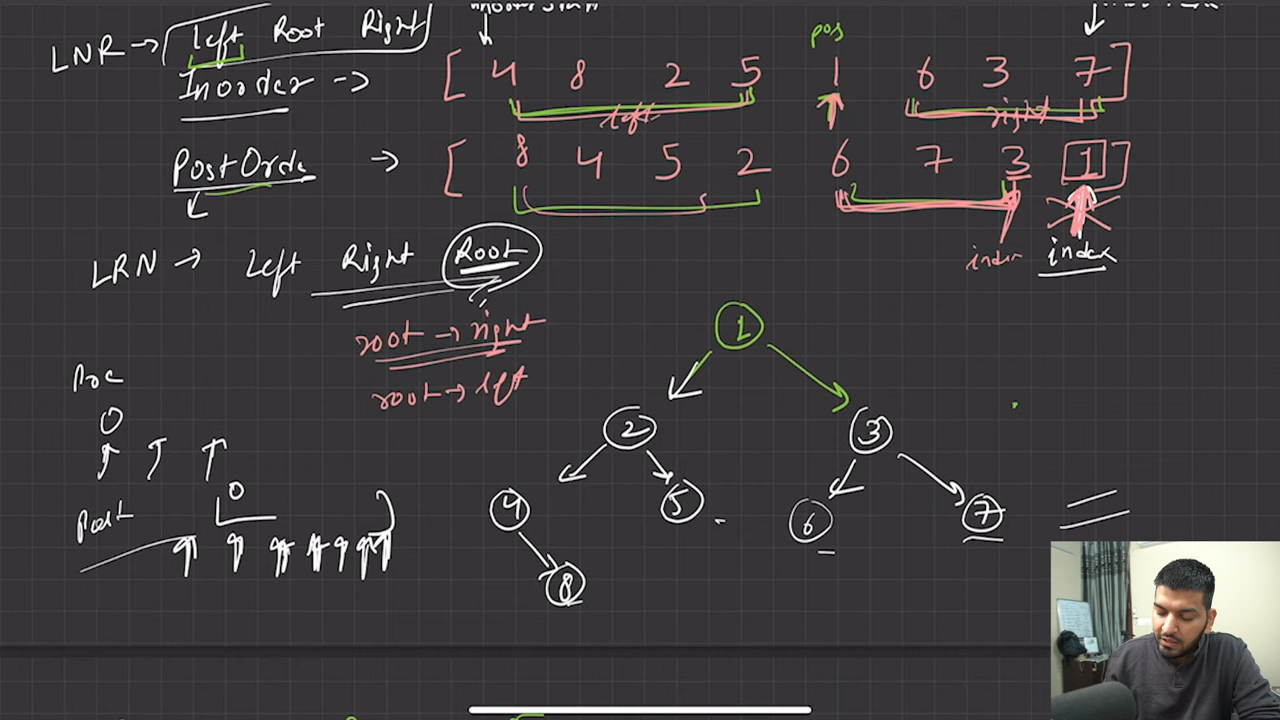 LNR → left Root Right
Inorder → [ 4 8 2 5 1 6 3 7 ]
pos
left
right
PostOrde → [ 8 4 5 2 6 7 3 1 ]
index
LRN → left Right Root
root → right
root → left
1
2
3
4
5
6
7
8
0
Post
0